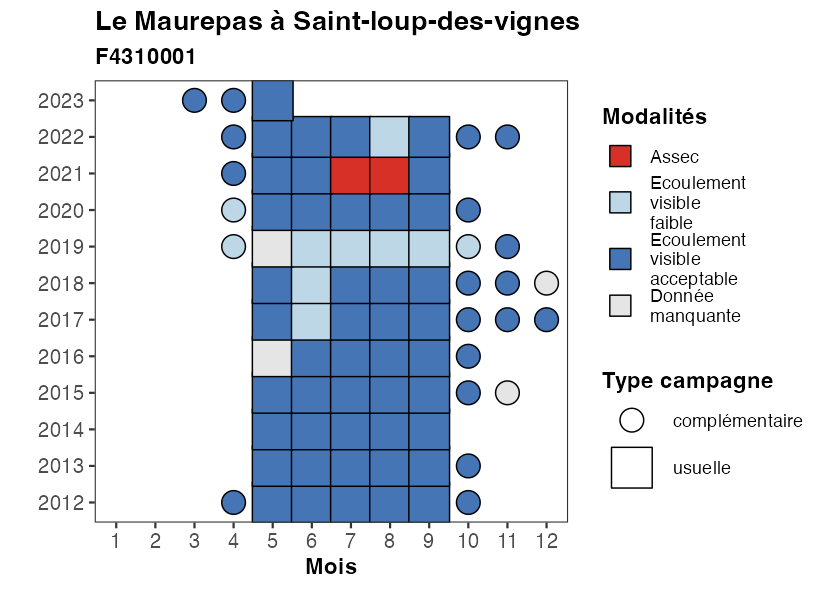 Le Maurepas à Saint-loup-des-vignes
F4310001
2023
2022
2021
2020
2019
2018
2017
2016
2015
2014
2013
2012
1 2 3 4 5 6 7 8 9 10 11 12
Mois
Modalités
Assec
Ecoulement
visible
faible
Ecoulement
visible
acceptable
Donnée
manquante
Type campagne
complémentaire
usuelle